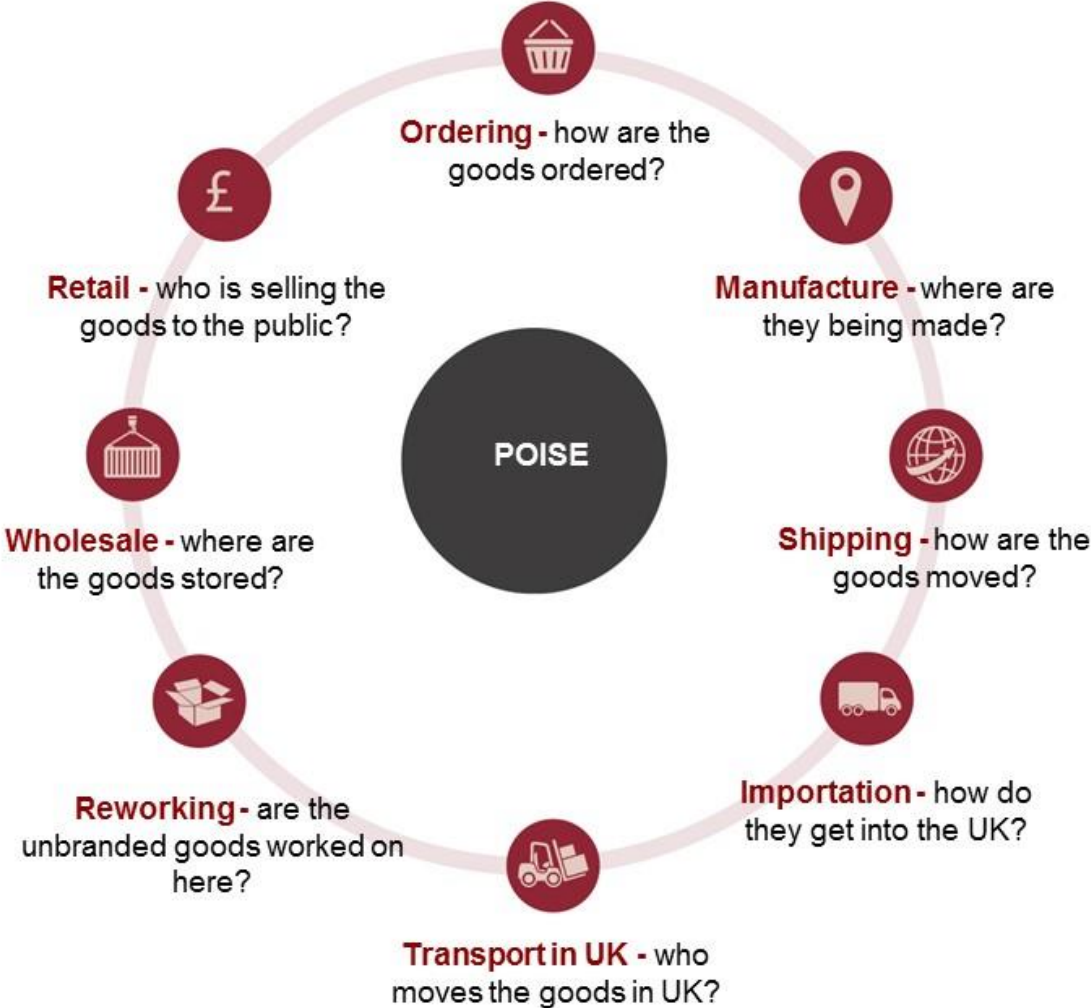 Ordering - how are the
goods ordered?
£
Retail - who is selling the
goods to the public?
Manufacture - where are
they being made?
POISE
Wholesale - where are
the goods stored?
Shipping - how are the
goods moved?
Reworking - are the
unbranded goods worked on
here?
Importation - how do
they get into the UK?
Transport in UK - who
moves the goods in UK?